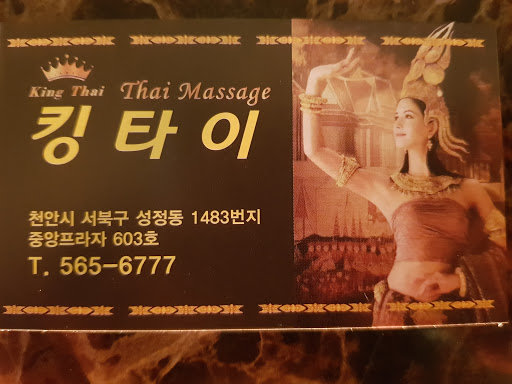 King Thai Thai Massage
킹타이
천안시 서북구 성정동 1483번지
중앙프라자 603호
T. 565-6777